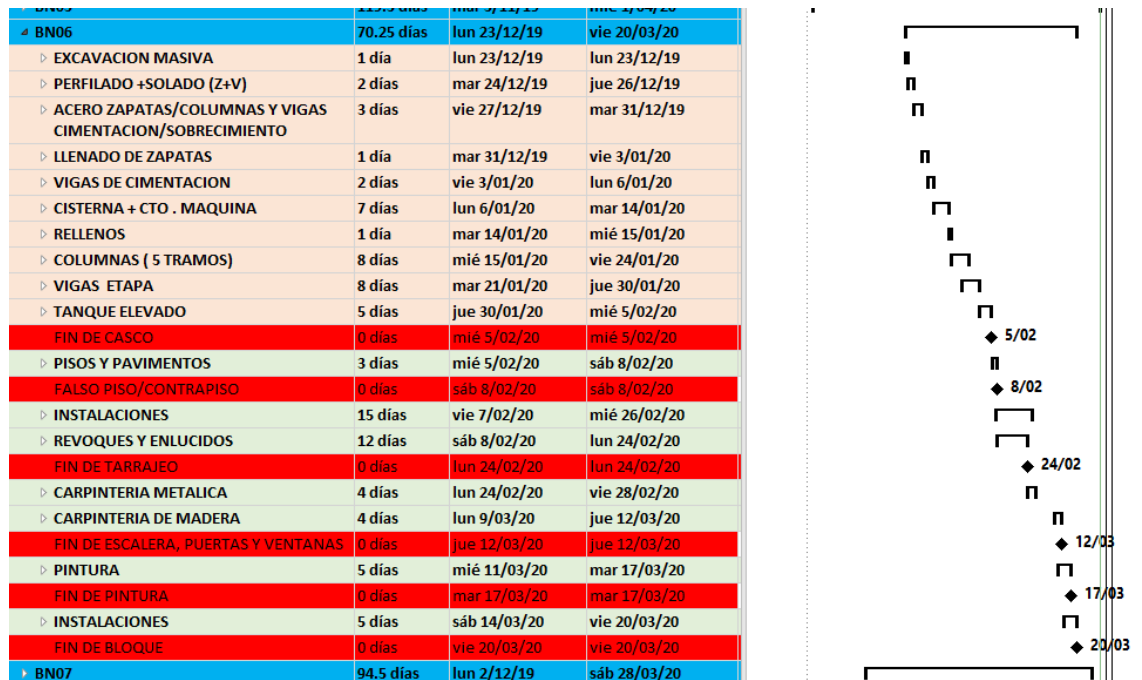 BN06 70.25 días lun 23/12/19 vie 20/03/20
EXCAVACION MASIVA 1 día lun 23/12/19 lun 23/12/19
PERFILADO +SOLADO (Z+V) 2 días mar 24/12/19 jue 26/12/19
ACERO ZAPATAS/COLUMNAS Y VIGAS 3 días vie 27/12/19 mar 31/12/19
CIMENTACION/SOBRECIMIENTO
LLENADO DE ZAPATAS 1 día mar 31/12/19 vie 3/01/20
VIGAS DE CIMENTACION 2 días vie 3/01/20 lun 6/01/20
CISTERNA + CTO . MAQUINA 7 días lun 6/01/20 mar 14/01/20
RELLENOS 1 día mar 14/01/20 mié 15/01/20
COLUMNAS ( 5 TRAMOS) 8 días mié 15/01/20 vie 24/01/20
VIGAS ETAPA 8 días mar 21/01/20 jue 30/01/20
TANQUE ELEVADO 5 días jue 30/01/20 mié 5/02/20
FIN DE CASCO 0 días mié 5/02/20 mié 5/02/20 5/02
PISOS Y PAVIMENTOS 3 días mié 5/02/20 sáb 8/02/20
FALSO PISO/CONTRAPISO 0 días sáb 8/02/20 sáb 8/02/20 8/02
INSTALACIONES 15 días vie 7/02/20 mié 26/02/20
REVOQUES Y ENLUCIDOS 12 días sáb 8/02/20 lun 24/02/20
FIN DE TARRAJEO 0 días lun 24/02/20 lun 24/02/20 24/02
CARPINTERIA METALICA 4 días lun 24/02/20 vie 28/02/20
CARPINTERIA DE MADERA 4 días lun 9/03/20 jue 12/03/20
FIN DE ESCALERA, PUERTAS Y VENTANAS 0 días jue 12/03/20 jue 12/03/20 12/03
PINTURA 5 días mié 11/03/20 mar 17/03/20
FIN DE PINTURA 0 días mar 17/03/20 mar 17/03/20 17/03
INSTALACIONES 5 días sáb 14/03/20 vie 20/03/20
FIN DE BLOQUE 0 días vie 20/03/20 vie 20/03/20 20/03
BN07 94.5 días lun 2/12/19 sáb 28/03/20